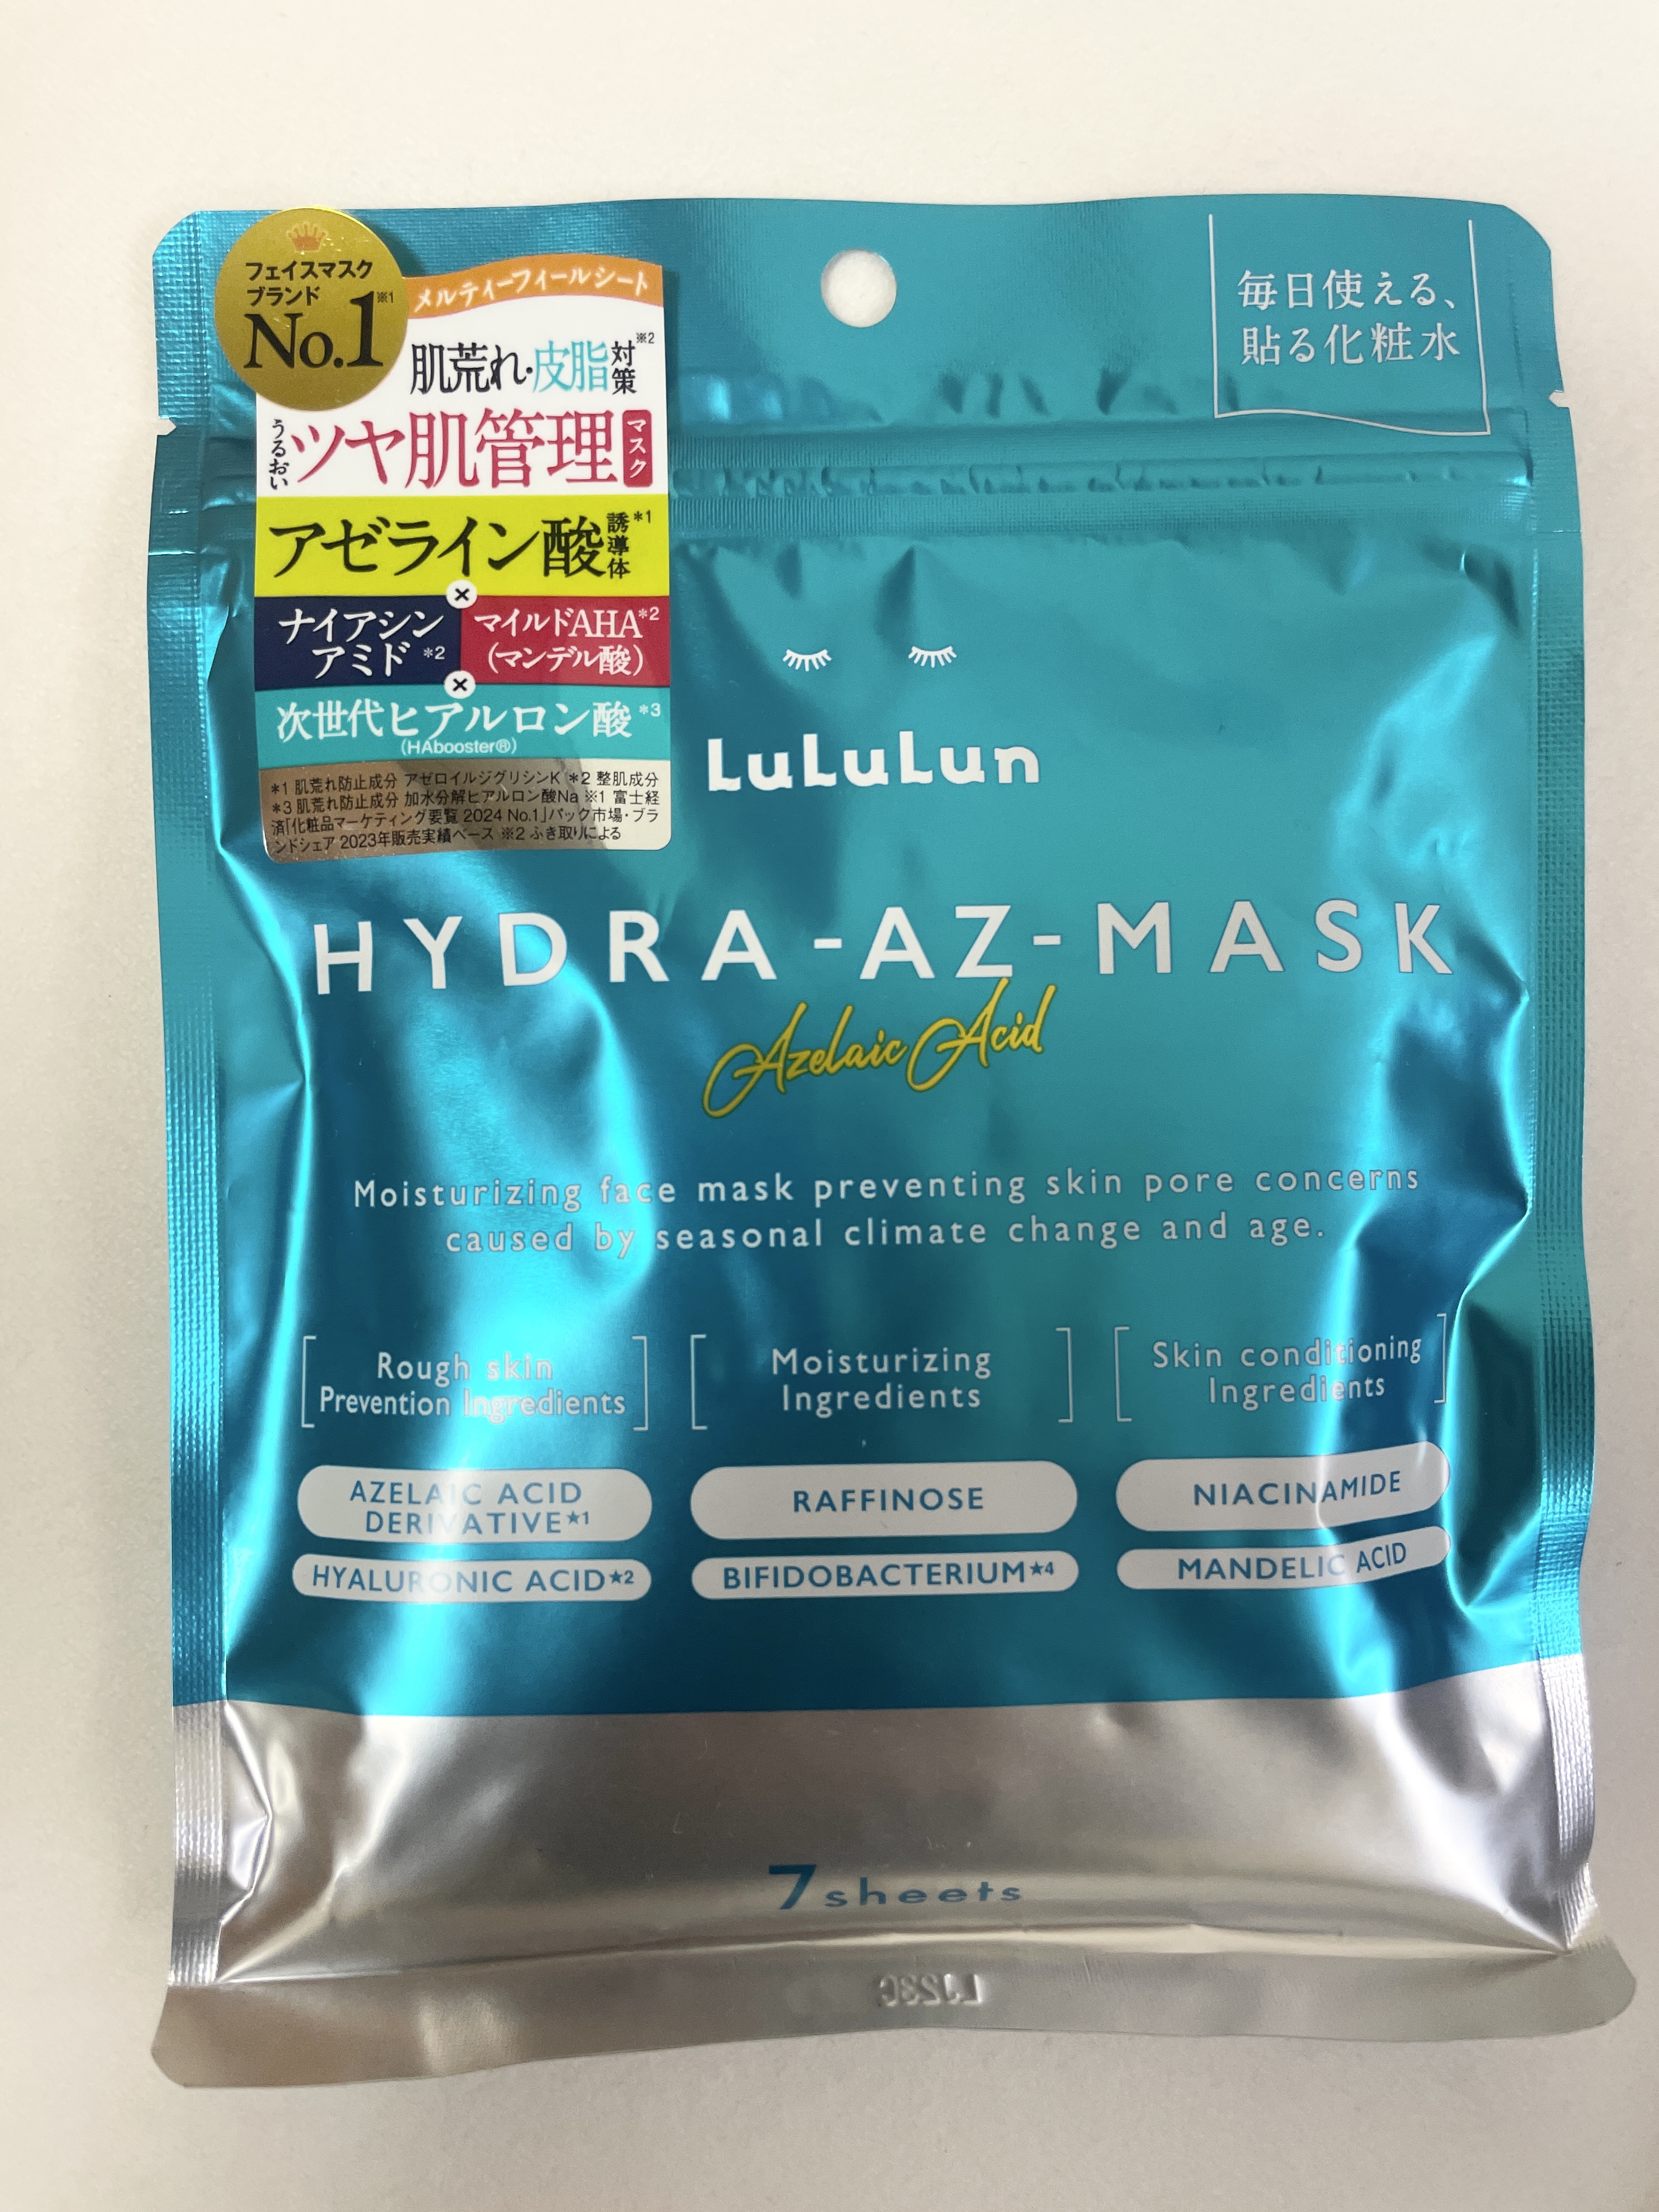 フェイスマスク
ブランド
No.1※1
メルティーフィールシート
肌荒れ・皮脂対策※2
うるおいツヤ肌管理マスク
アゼライン酸誘導体*1
×
ナイアシン
アミド*2
マイルドAHA*2
(マンデル酸)
×
次世代ヒアルロン酸*3
(HAbooster®)
*1 肌荒れ防止成分 アゼロイルジグリシンK *2 整肌成分
*3 肌荒れ防止成分 加水分解ヒアルロン酸Na ※1 富士経
済「化粧品マーケティング要覧 2024 No.1」パック市場・ブラ
ンドシェア 2023年販売実績ベース ※2 ふき取りによる
毎日使える、
貼る化粧水
LuLuLun
HYDRA-AZ-MASK
Azelaic Acid
Moisturizing face mask preventing skin pore concerns
caused by seasonal climate change and age.
Rough skin
Prevention Ingredients
AZELAIC ACID
DERIVATIVE★1
HYALURONIC ACID★2
Moisturizing
Ingredients
RAFFINOSE
BIFIDOBACTERIUM★4
Skin conditioning
Ingredients
NIACINAMIDE
MANDELIC ACID
7 sheets